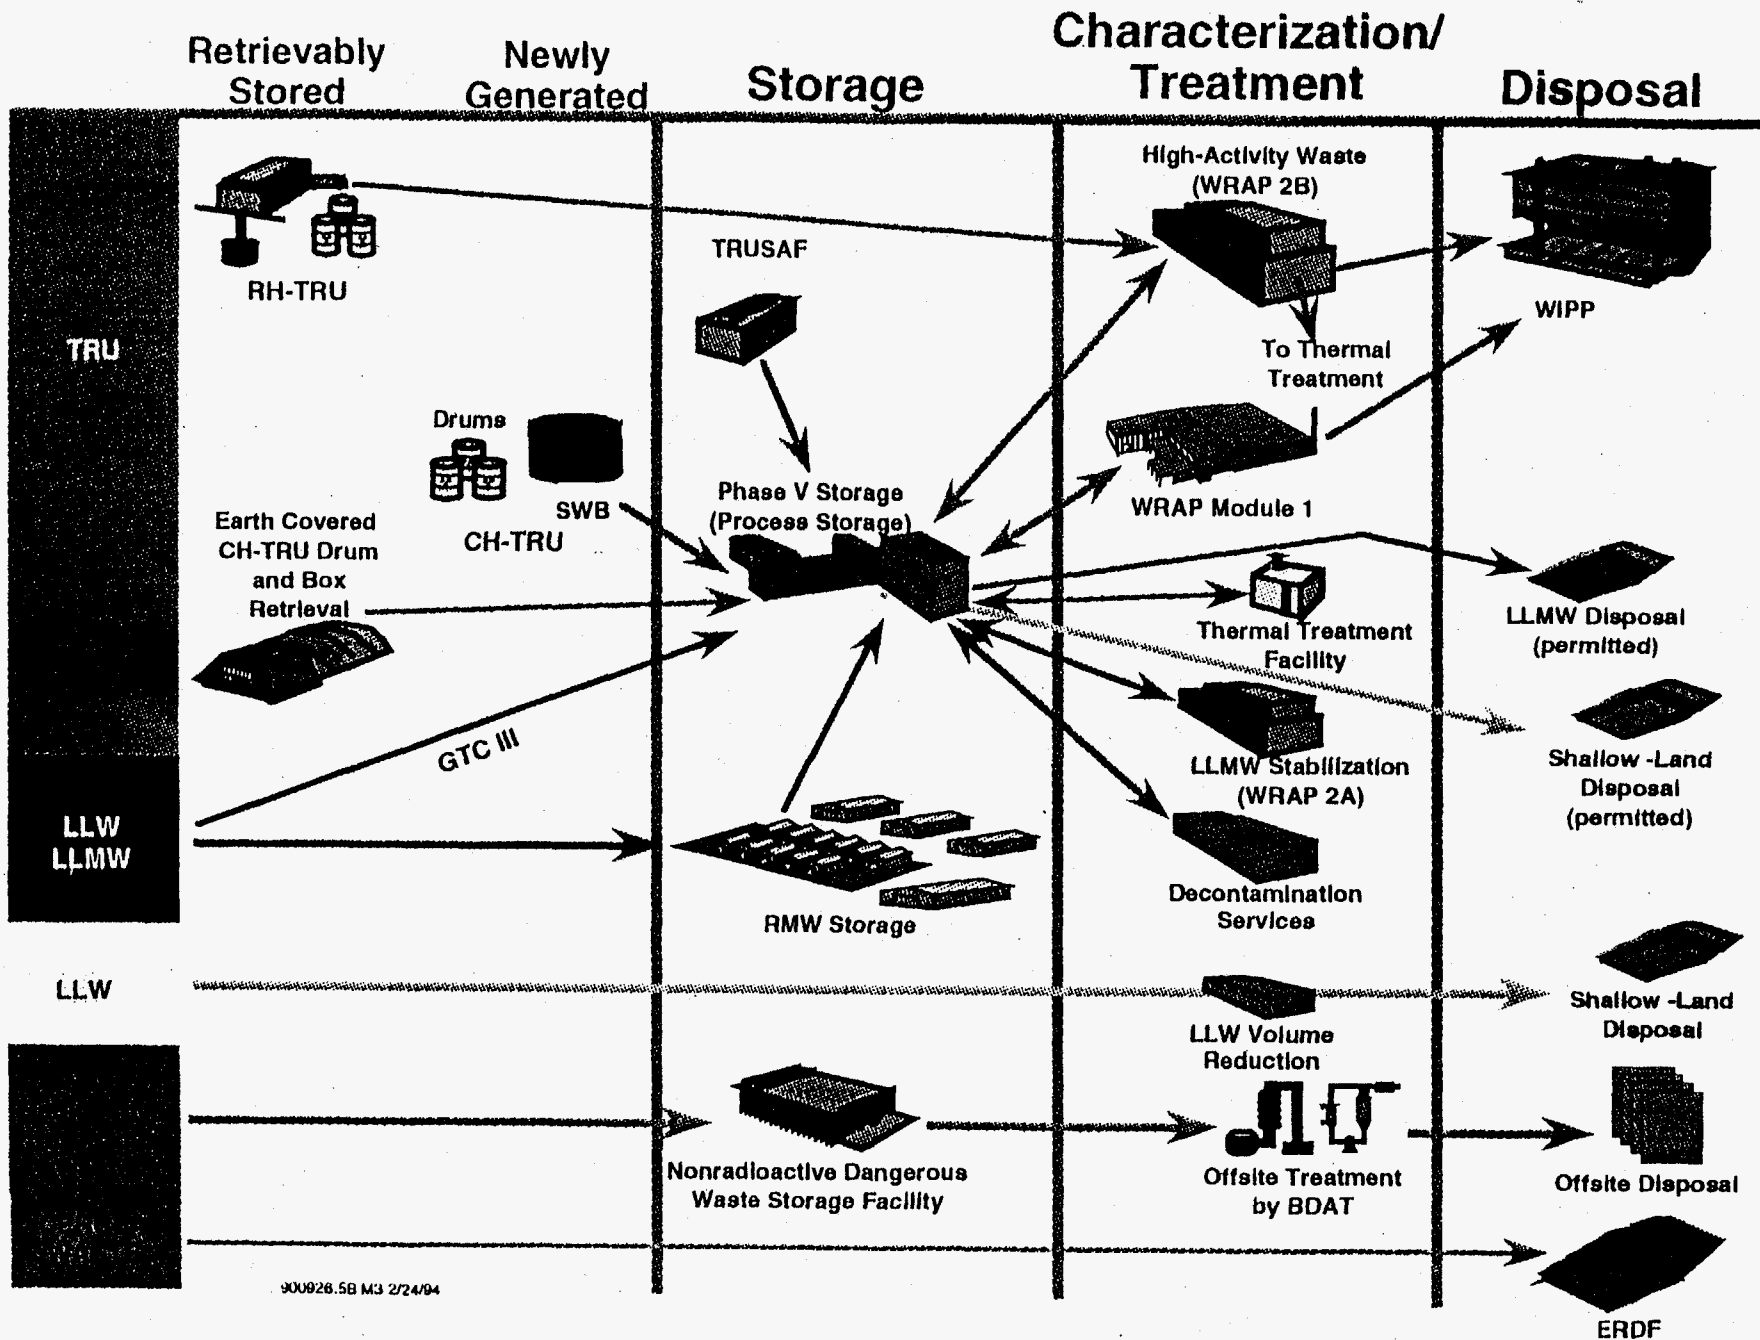 Retrievably
Stored
Newly
Generated
Storage
Characterization/
Treatment
Disposal
TRU
RH-TRU
TRUSAF
High-Activity Waste
(WRAP 2B)
WIPP
To Thermal
Treatment
Drums
SWB
CH-TRU
Earth Covered
CH-TRU Drum
and Box
Retrieval
Phase V Storage
(Process Storage)
WRAP Module 1
Thermal Treatment
Facility
LLMW Disposal
(permitted)
GTC III
LLMW Stabilization
(WRAP 2A)
Shallow -Land
Disposal
(permitted)
LLW
LLMW
RMW Storage
Decontamination
Services
LLW
LLW Volume
Reduction
Shallow -Land
Disposal
Nonradioactive Dangerous
Waste Storage Facility
Offsite Treatment
by BDAT
Offsite Disposal
ERDF
900926.5B M3 2/24/94